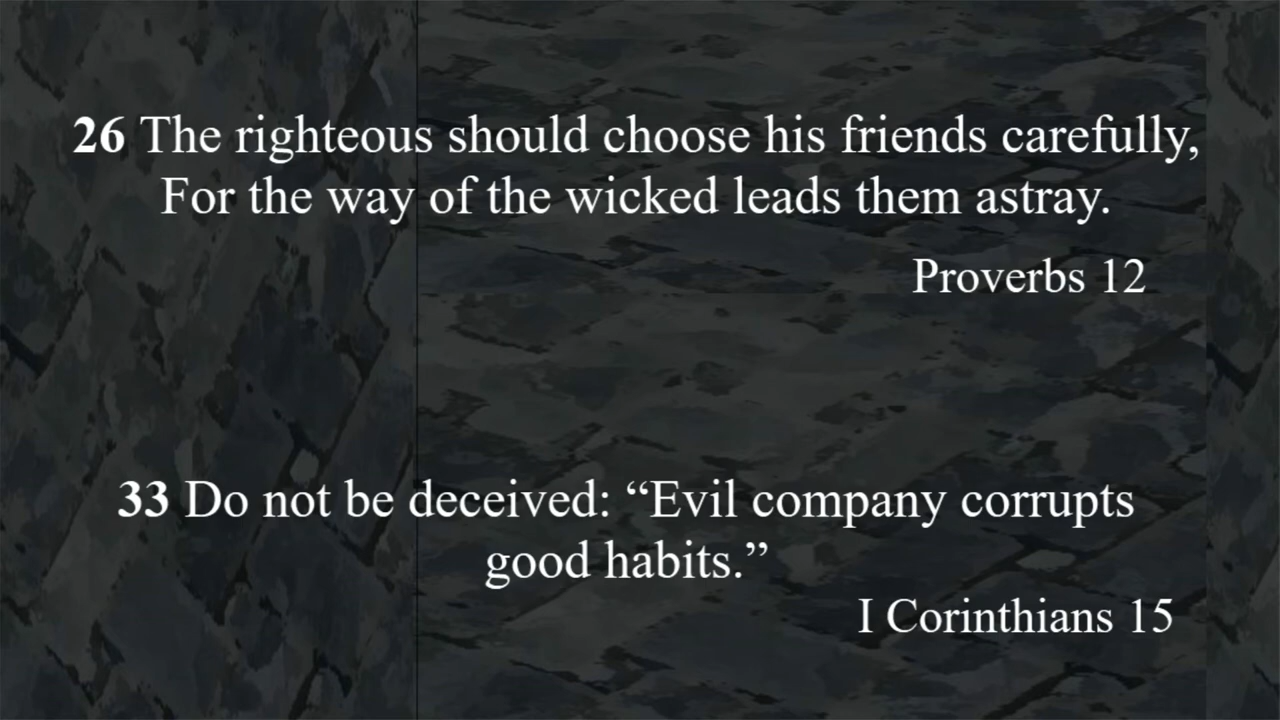 26 The righteous should choose his friends carefully,
For the way of the wicked leads them astray.
Proverbs 12
33 Do not be deceived: “Evil company corrupts
good habits.”
I Corinthians 15